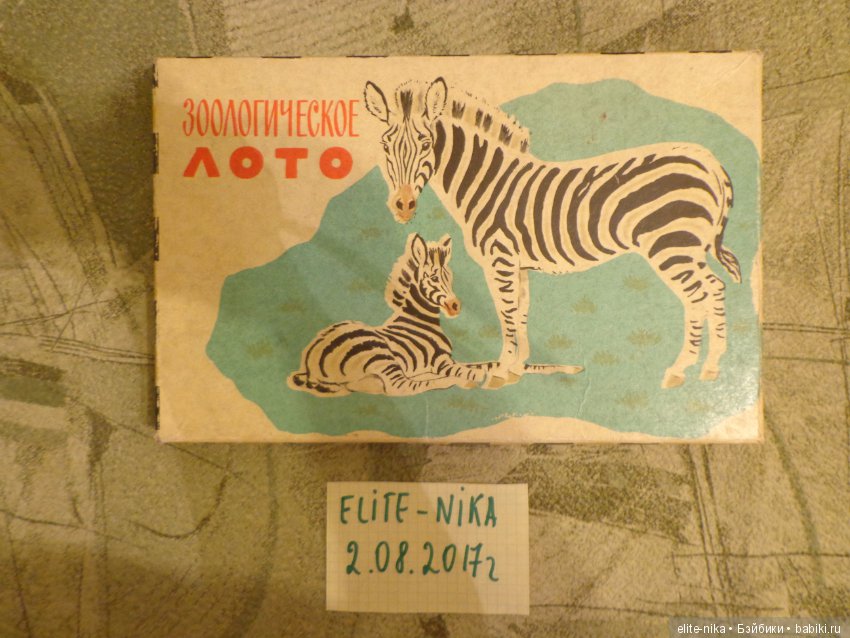 ЗООЛОГИЧЕСКОЕ
ЛОТО
ELiTE-NiKA
2.08.2017г
elite-nika • Бэйбики • babiki.ru